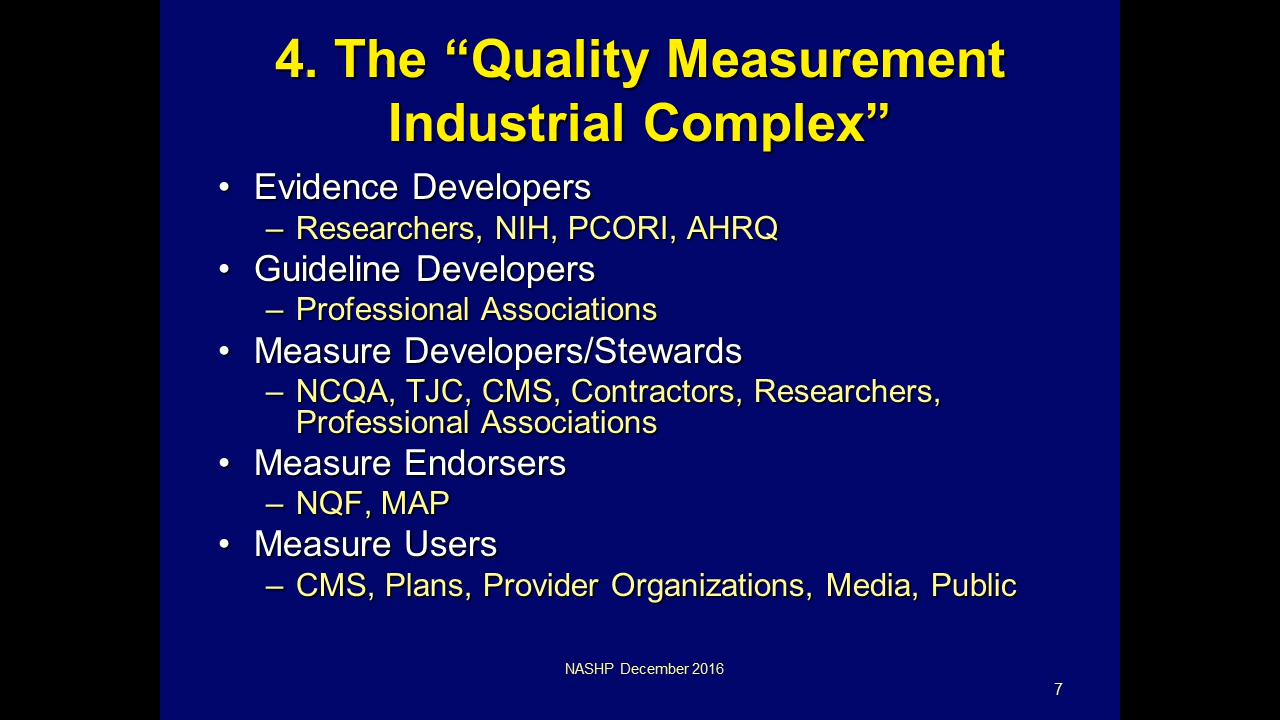 4. The “Quality Measurement
Industrial Complex”
• Evidence Developers
– Researchers, NIH, PCORI, AHRQ
• Guideline Developers
– Professional Associations
• Measure Developers/Stewards
– NCQA, TJC, CMS, Contractors, Researchers,
Professional Associations
• Measure Endorsers
– NQF, MAP
• Measure Users
– CMS, Plans, Provider Organizations, Media, Public
NASHP December 2016
7